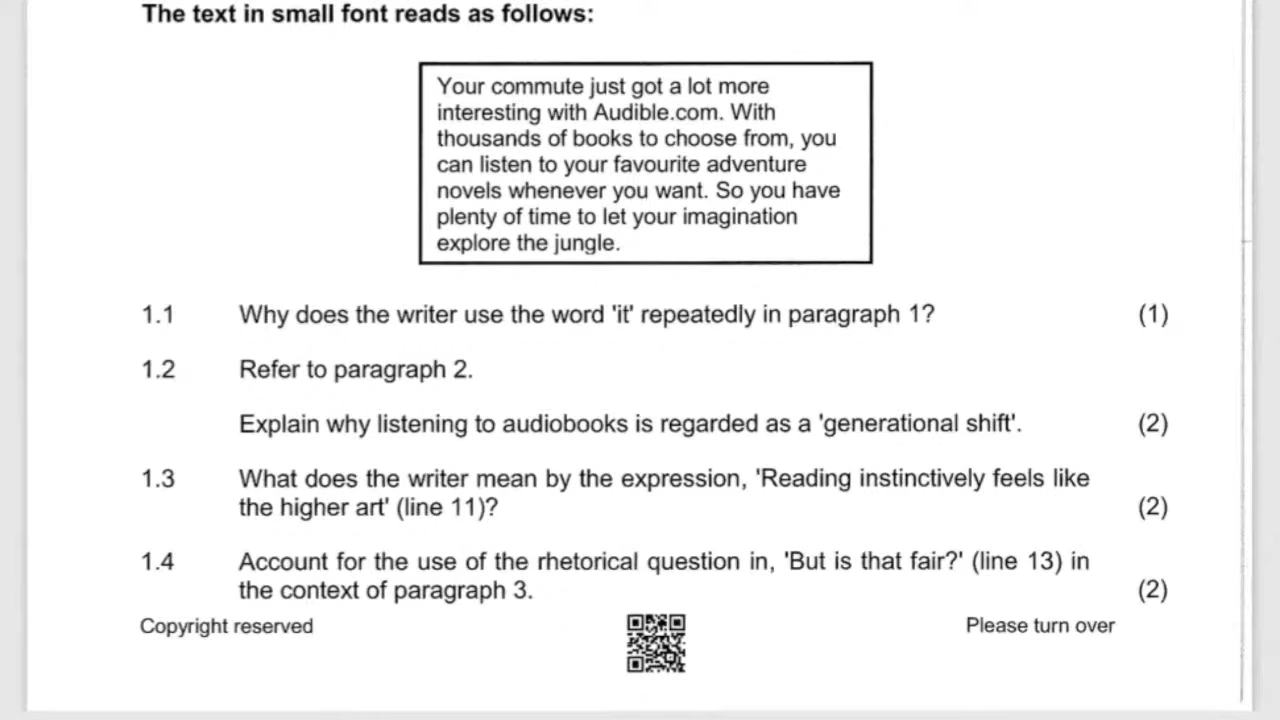 The text in small font reads as follows:
Your commute just got a lot more
interesting with Audible.com. With
thousands of books to choose from, you
can listen to your favourite adventure
novels whenever you want. So you have
plenty of time to let your imagination
explore the jungle.
1.1 Why does the writer use the word 'it' repeatedly in paragraph 1? (1)
1.2 Refer to paragraph 2.
Explain why listening to audiobooks is regarded as a 'generational shift'. (2)
1.3 What does the writer mean by the expression, 'Reading instinctively feels like
the higher art' (line 11)? (2)
1.4 Account for the use of the rhetorical question in, 'But is that fair?' (line 13) in
the context of paragraph 3. (2)
Copyright reserved Please turn over